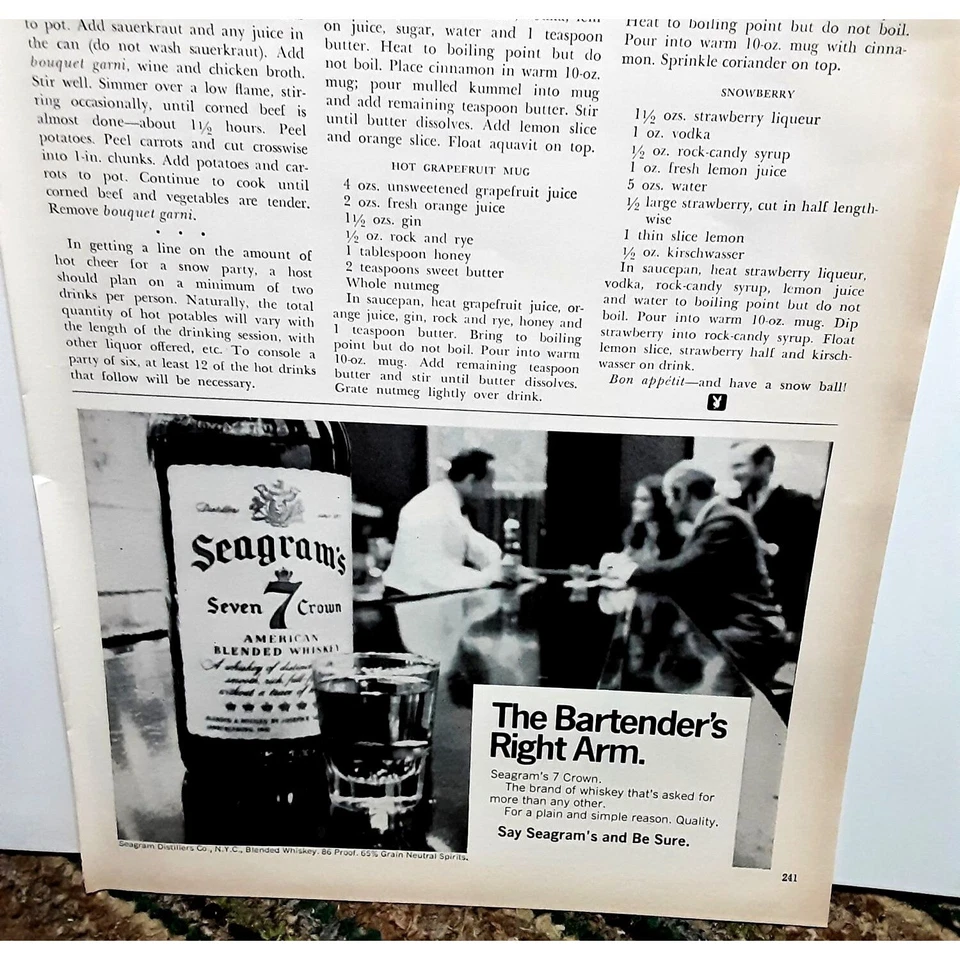 to pot. Add sauerkraut and any juice in
the can (do not wash sauerkraut). Add
bouquet garni, wine and chicken broth.
Stir well. Simmer over a low flame, stir-
ring occasionally, until corned beef is
almost done—about 1½ hours. Peel
potatoes. Peel carrots and cut crosswise
into 1-in. chunks. Add potatoes and car-
rots to pot. Continue to cook until
corned beef and vegetables are tender.
Remove bouquet garni.
• • •
In getting a line on the amount of
hot cheer for a snow party, a host
should plan on a minimum of two
drinks per person. Naturally, the total
quantity of hot potables will vary with
the length of the drinking session, with
other liquor offered, etc. To console a
party of six, at least 12 of the hot drinks
that follow will be necessary.
on juice, sugar, water and 1 teaspoon
butter. Heat to boiling point but do
not boil. Place cinnamon in warm 10-oz.
mug; pour mulled kummel into mug
and add remaining teaspoon butter. Stir
until butter dissolves. Add lemon slice
and orange slice. Float aquavit on top.
HOT GRAPEFRUIT MUG
4 ozs. unsweetened grapefruit juice
2 ozs. fresh orange juice
1½ ozs. gin
½ oz. rock and rye
1 tablespoon honey
2 teaspoons sweet butter
Whole nutmeg
In saucepan, heat grapefruit juice, or-
ange juice, gin, rock and rye, honey and
1 teaspoon butter. Bring to boiling
point but do not boil. Pour into warm
10-oz. mug. Add remaining teaspoon
butter and stir until butter dissolves.
Grate nutmeg lightly over drink.
Heat to boiling point but do not boil.
Pour into warm 10-oz. mug with cinna-
mon. Sprinkle coriander on top.
SNOWBERRY
1½ ozs. strawberry liqueur
1 oz. vodka
½ oz. rock-candy syrup
1 oz. fresh lemon juice
5 ozs. water
½ large strawberry, cut in half length-
wise
1 thin slice lemon
½ oz. kirschwasser
In saucepan, heat strawberry liqueur,
vodka, rock-candy syrup, lemon juice
and water to boiling point but do not
boil. Pour into warm 10-oz. mug. Dip
strawberry into rock-candy syrup. Float
lemon slice, strawberry half and kirsch-
wasser on drink.
Bon appétit—and have a snow ball!
Seagram's
Seven 7 Crown
AMERICAN
BLENDED WHISKEY
A whiskey of
smooth, rich, full
without a trace of
The Bartender's
Right Arm.
Seagram's 7 Crown.
The brand of whiskey that's asked for
more than any other.
For a plain and simple reason. Quality.
Say Seagram's and Be Sure.
Seagram Distillers Co., N.Y.C., Blended Whiskey. 86 Proof. 65% Grain Neutral Spirits.
241